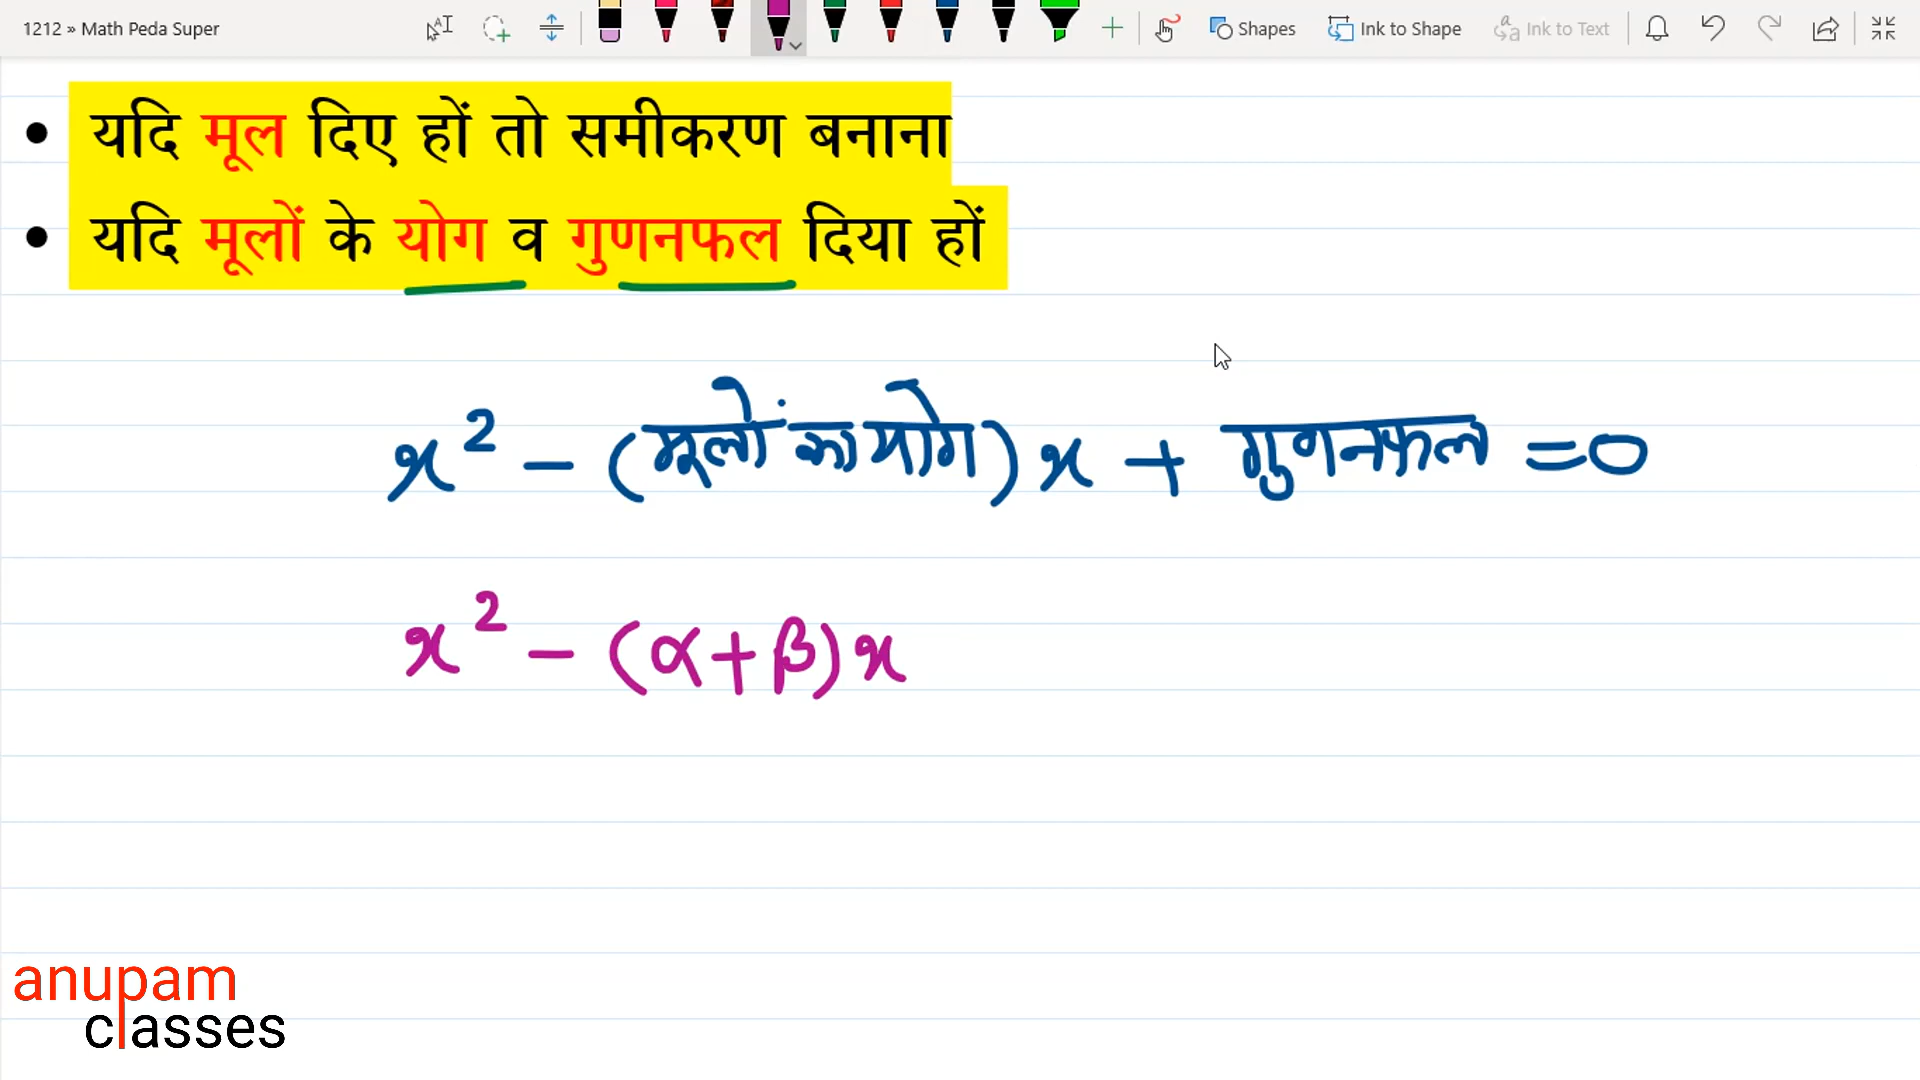 1212 » Math Peda Super
Shapes
Ink to Shape
Ink to Text
• यदि मूल दिए हों तो समीकरण बनाना
• यदि मूलों के योग व गुणनफल दिया हों
x² - (मूलों का योग) x + गुणनफल = 0
x² - (α + β) x
anupam
classes